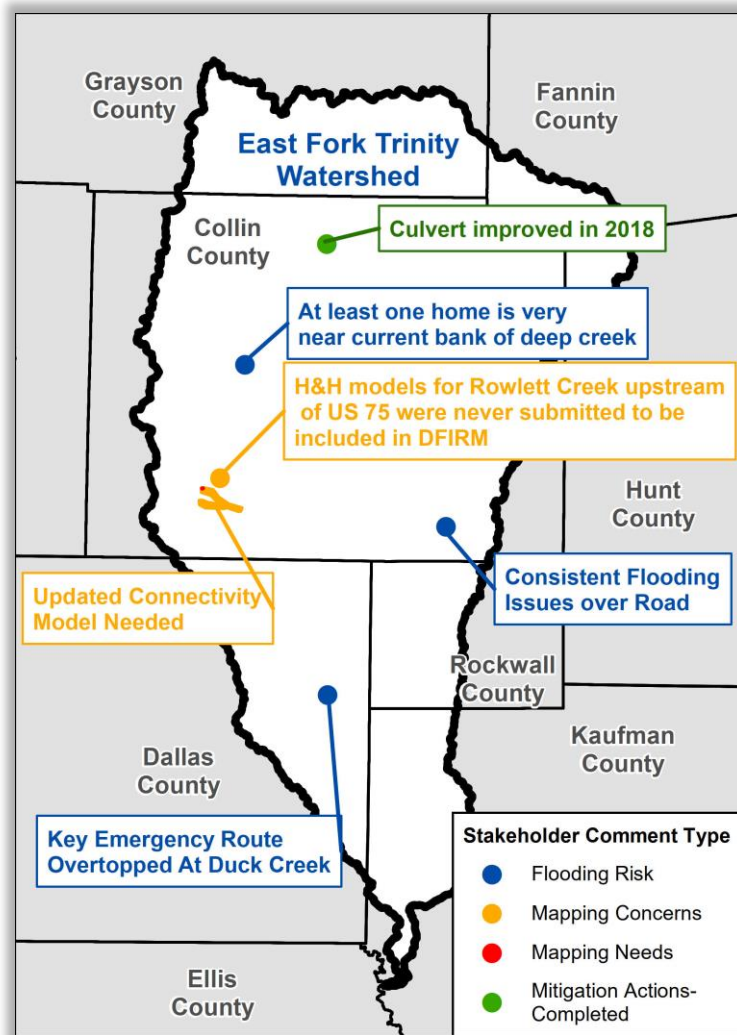 Grayson
County
Fannin
County
East Fork Trinity
Watershed
Collin
County
Culvert improved in 2018
At least one home is very
near current bank of deep creek
H&H models for Rowlett Creek upstream
of US 75 were never submitted to be
included in DFIRM
Hunt
County
Updated Connectivity
Model Needed
Consistent Flooding
Issues over Road
Rockwall
County
Dallas
County
Kaufman
County
Key Emergency Route
Overtopped At Duck Creek
Ellis
County
Stakeholder Comment Type
Flooding Risk
Mapping Concerns
Mapping Needs
Mitigation Actions-
Completed